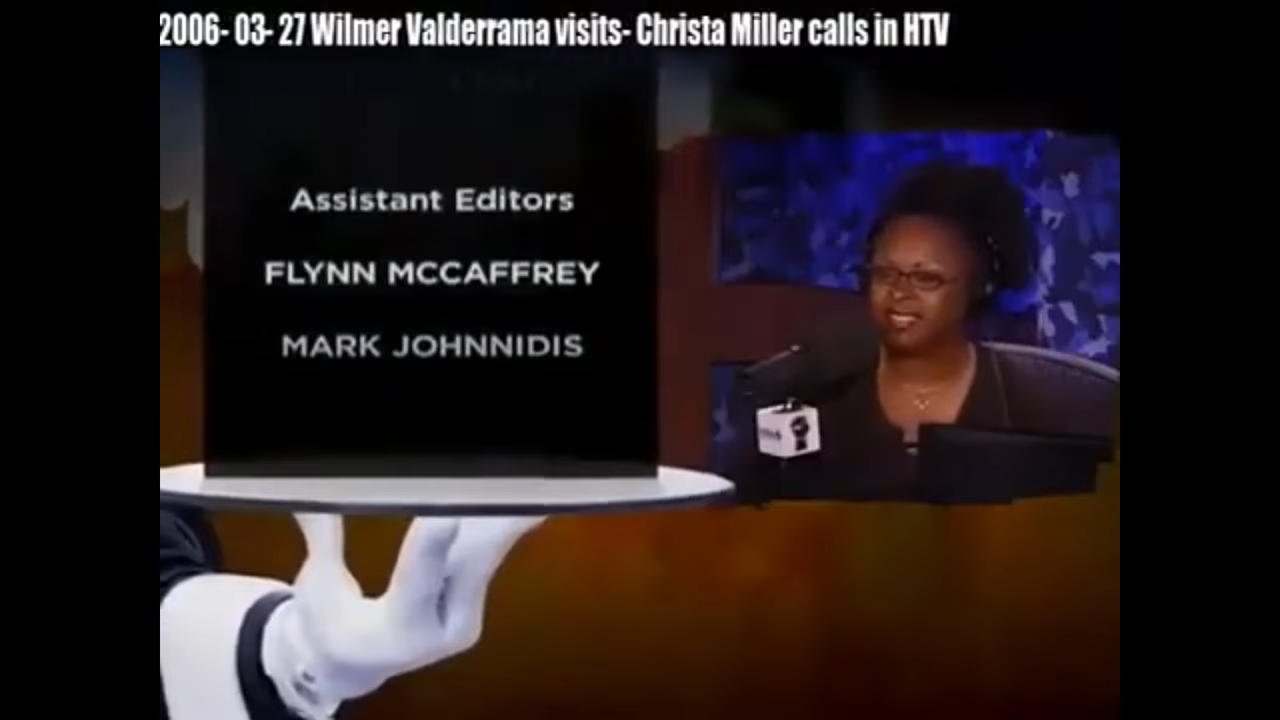 2006- 03- 27 Wilmer Valderrama visits- Christa Miller calls in HTV
Assistant Editors
FLYNN MCCAFFREY
MARK JOHNNIDIS